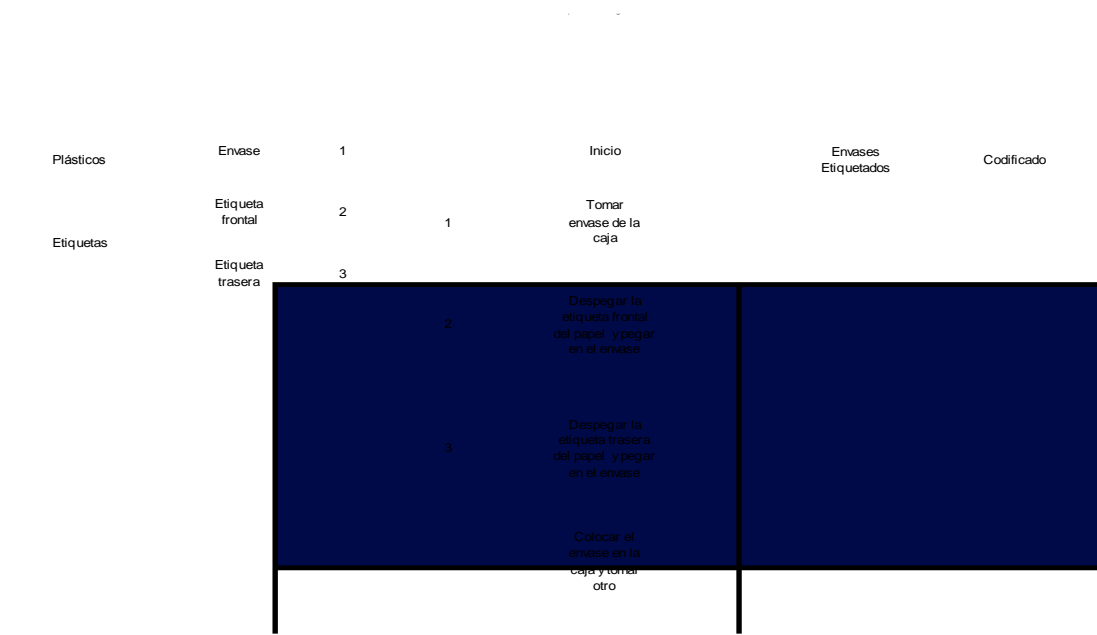 Plásticos
Envase
1
Inicio
Envases
Etiquetados
Codificado
Etiqueta
frontal
2
1
Tomar
envase de la
caja
Etiquetas
Etiqueta
trasera
3
2
Despegar la
etiqueta frontal
del papel y pegar
en el envase
3
Despegar la
etiqueta trasera
del papel y pegar
en el envase
Colocar el
envase en la
caja y tomar
otro